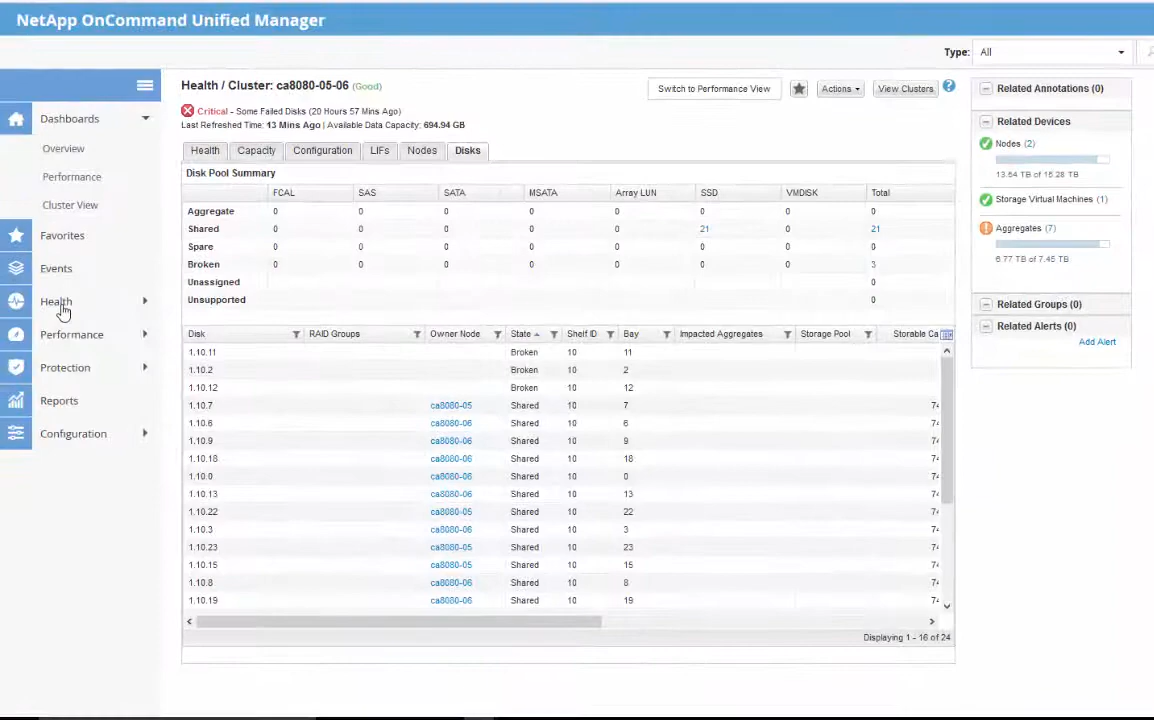 NetApp OnCommand Unified Manager
Type: All
Dashboards
Overview
Performance
Cluster View
Favorites
Events
Health
Performance
Protection
Reports
Configuration
Health / Cluster: ca8080-05-06 (Good)
Switch to Performance View
Actions
View Clusters
Critical - Some Failed Disks (20 Hours 57 Mins Ago)
Last Refreshed Time: 13 Mins Ago | Available Data Capacity: 694.94 GB
Health Capacity Configuration LIFs Nodes Disks
Disk Pool Summary
FCAL SAS SATA MSATA Array LUN SSD VMDISK Total
Aggregate 0 0 0 0 0 0 0 0
Shared 0 0 0 0 0 21 0 21
Spare 0 0 0 0 0 0 0 0
Broken 0 0 0 0 0 0 0 3
Unassigned 0
Unsupported 0
Disk RAID Groups Owner Node State Shelf ID Bay Impacted Aggregates Storage Pool Storable Ca
1.10.11 Broken 10 11
1.10.2 Broken 10 2
1.10.12 Broken 10 12
1.10.7 ca8080-05 Shared 10 7 74
1.10.6 ca8080-06 Shared 10 6 74
1.10.9 ca8080-06 Shared 10 9 74
1.10.18 ca8080-06 Shared 10 18 74
1.10.0 ca8080-06 Shared 10 0 74
1.10.13 ca8080-06 Shared 10 13 74
1.10.22 ca8080-05 Shared 10 22 74
1.10.3 ca8080-06 Shared 10 3 74
1.10.23 ca8080-05 Shared 10 23 74
1.10.15 ca8080-05 Shared 10 15 74
1.10.8 ca8080-06 Shared 10 8 74
1.10.19 ca8080-06 Shared 10 19 74
Displaying 1 - 16 of 24
Related Annotations (0)
Related Devices
Nodes (2)
13.54 TB of 15.28 TB
Storage Virtual Machines (1)
Aggregates (7)
6.77 TB of 7.45 TB
Related Groups (0)
Related Alerts (0)
Add Alert